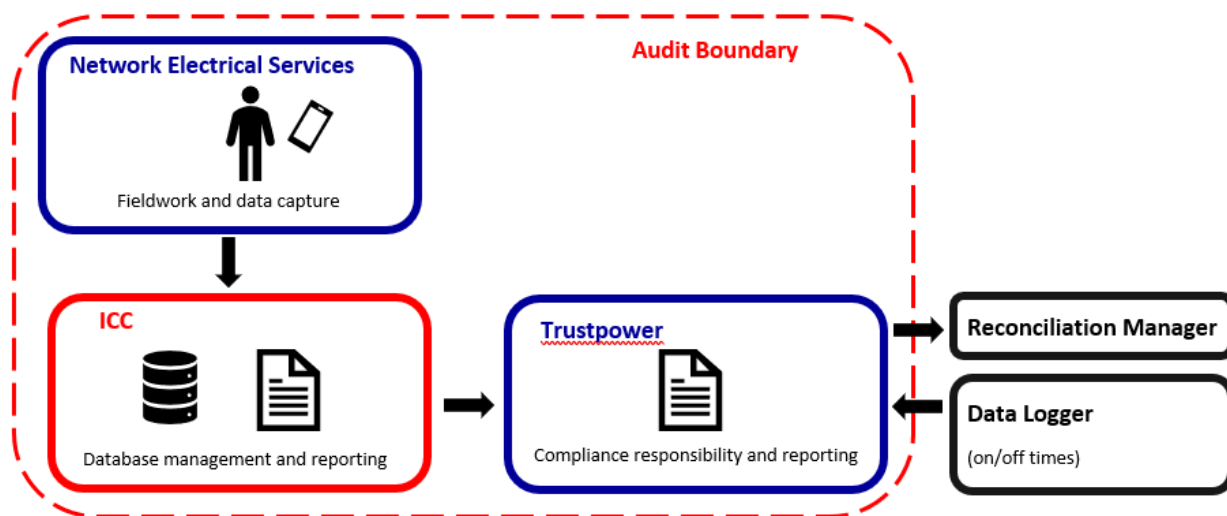 Audit Boundary
Network Electrical Services
Fieldwork and data capture
ICC
Database management and reporting
Trustpower
Compliance responsibility and reporting
Reconciliation Manager
Data Logger
(on/off times)